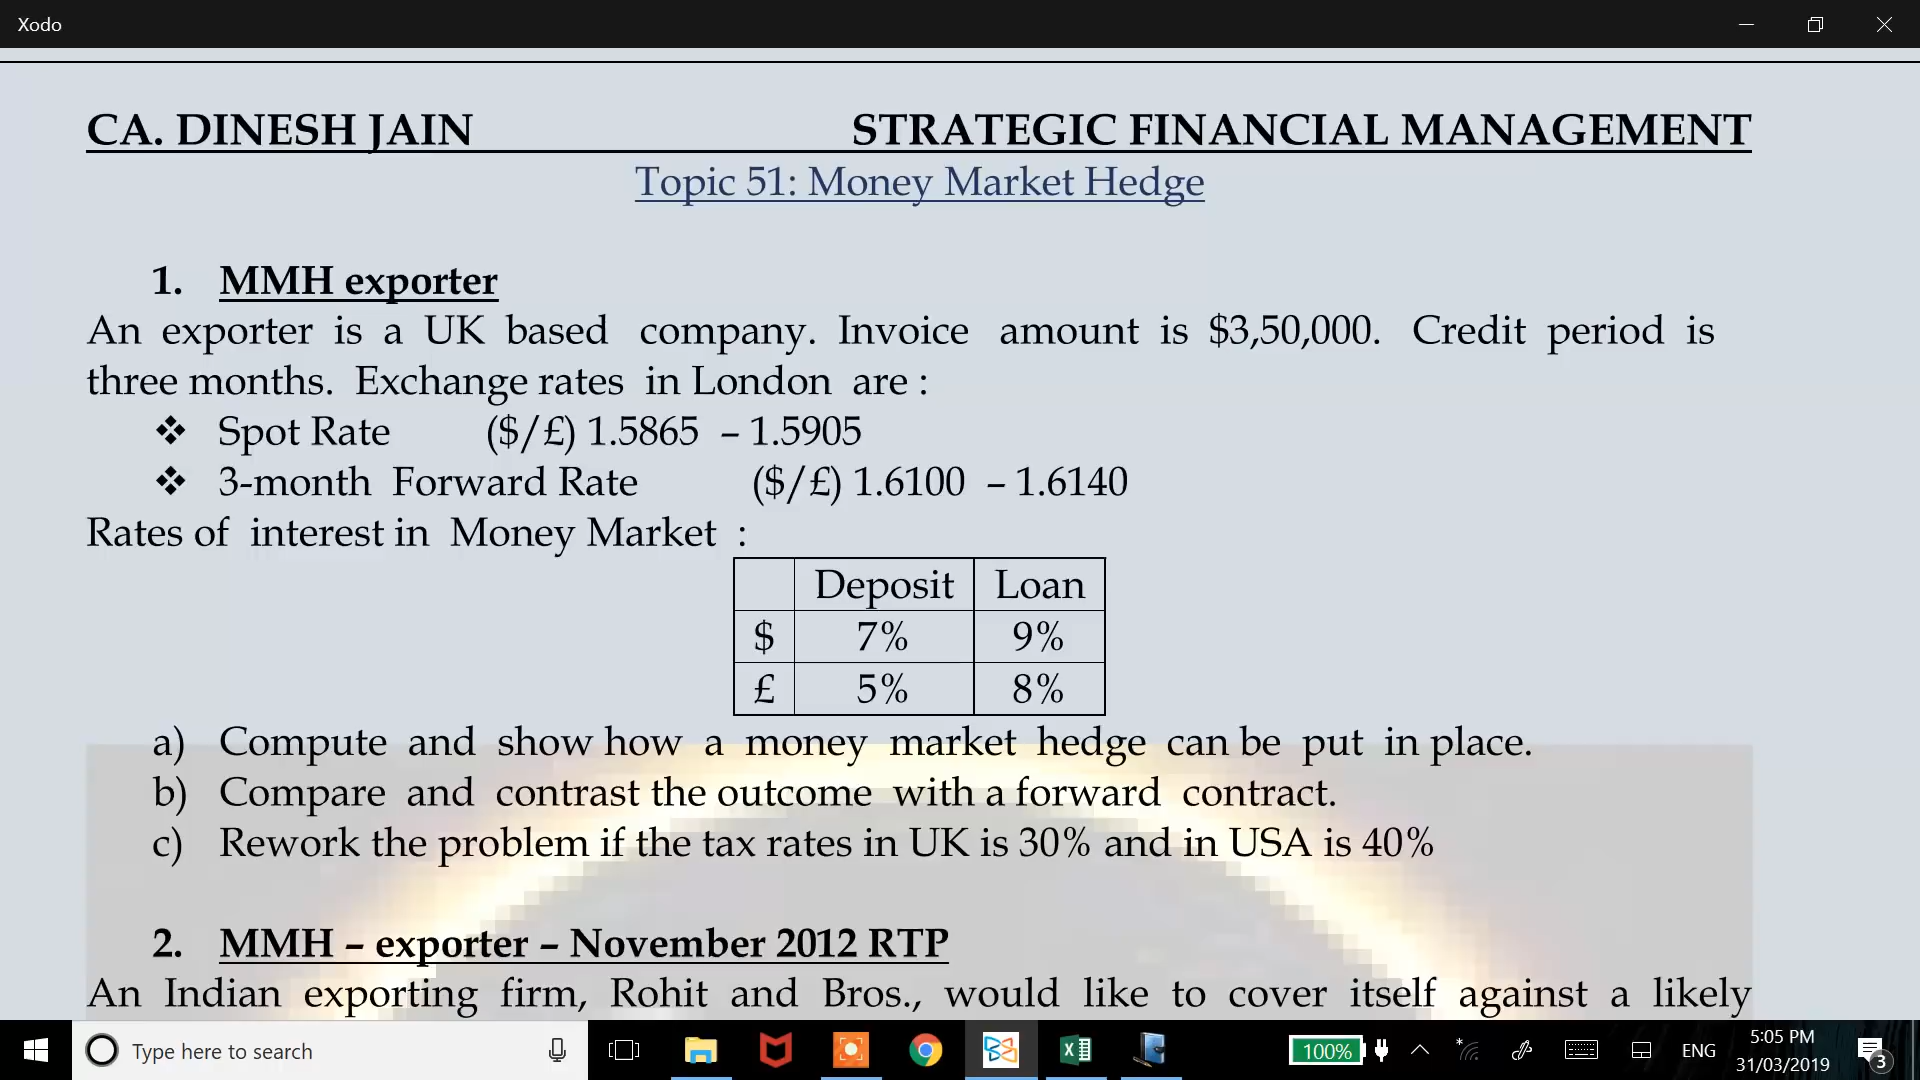 Xodo
CA. DINESH JAIN STRATEGIC FINANCIAL MANAGEMENT
Topic 51: Money Market Hedge
1. MMH exporter
An exporter is a UK based company. Invoice amount is $3,50,000. Credit period is
three months. Exchange rates in London are :
❖ Spot Rate ($/£) 1.5865 – 1.5905
❖ 3-month Forward Rate ($/£) 1.6100 – 1.6140
Rates of interest in Money Market :
Deposit Loan
$ 7% 9%
£ 5% 8%
a) Compute and show how a money market hedge can be put in place.
b) Compare and contrast the outcome with a forward contract.
c) Rework the problem if the tax rates in UK is 30% and in USA is 40%
2. MMH – exporter – November 2012 RTP
An Indian exporting firm, Rohit and Bros., would like to cover itself against a likely
Type here to search
100%
ENG
5:05 PM
31/03/2019
3